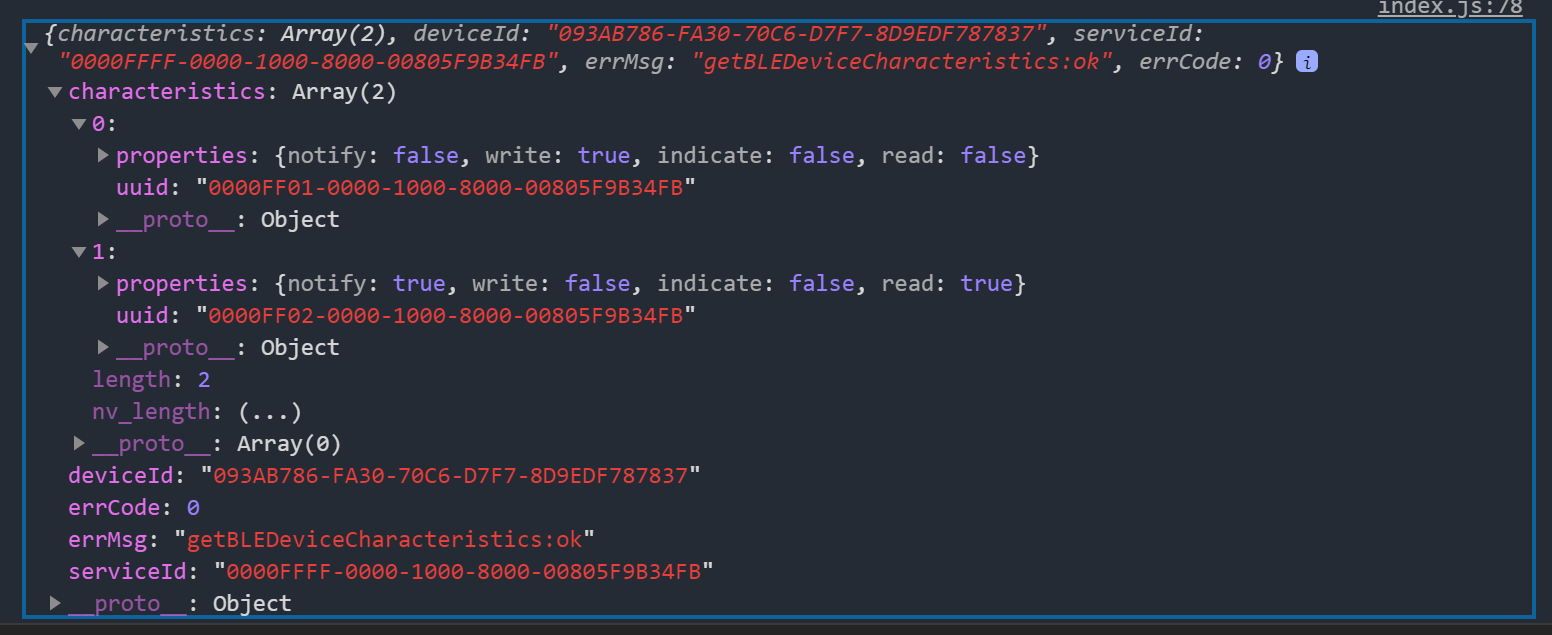 index.js:78
{characteristics: Array(2), deviceId: "093AB786-FA30-70C6-D7F7-8D9EDF787837", serviceId:
"0000FFFF-0000-1000-8000-00805F9B34FB", errMsg: "getBLEDeviceCharacteristics:ok", errCode: 0} i
characteristics: Array(2)
0:
properties: {notify: false, write: true, indicate: false, read: false}
uuid: "0000FF01-0000-1000-8000-00805F9B34FB"
__proto__: Object
1:
properties: {notify: true, write: false, indicate: false, read: true}
uuid: "0000FF02-0000-1000-8000-00805F9B34FB"
__proto__: Object
length: 2
nv_length: (...)
__proto__: Array(0)
deviceId: "093AB786-FA30-70C6-D7F7-8D9EDF787837"
errCode: 0
errMsg: "getBLEDeviceCharacteristics:ok"
serviceId: "0000FFFF-0000-1000-8000-00805F9B34FB"
__proto__: Object